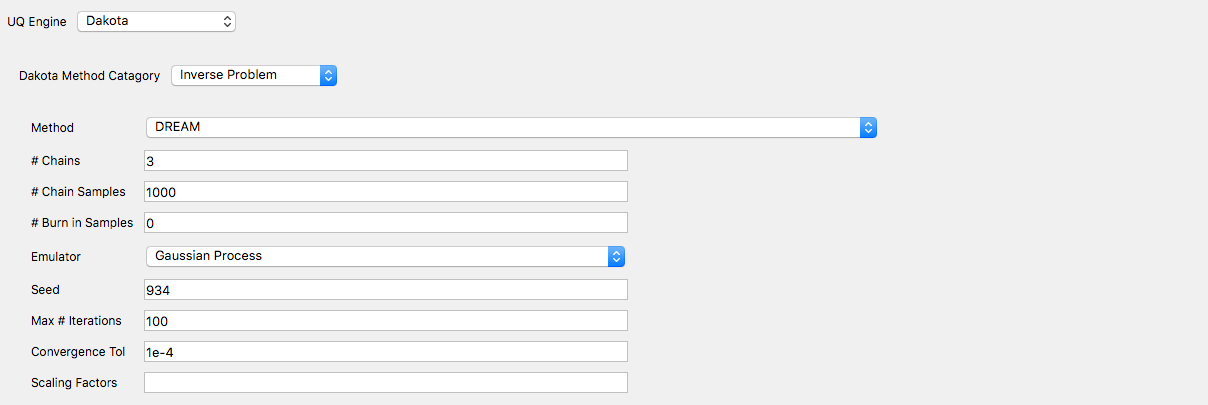 UQ Engine Dakota
Dakota Method Catagory Inverse Problem
Method DREAM
# Chains 3
# Chain Samples 1000
# Burn in Samples 0
Emulator Gaussian Process
Seed 934
Max # Iterations 100
Convergence Tol 1e-4
Scaling Factors